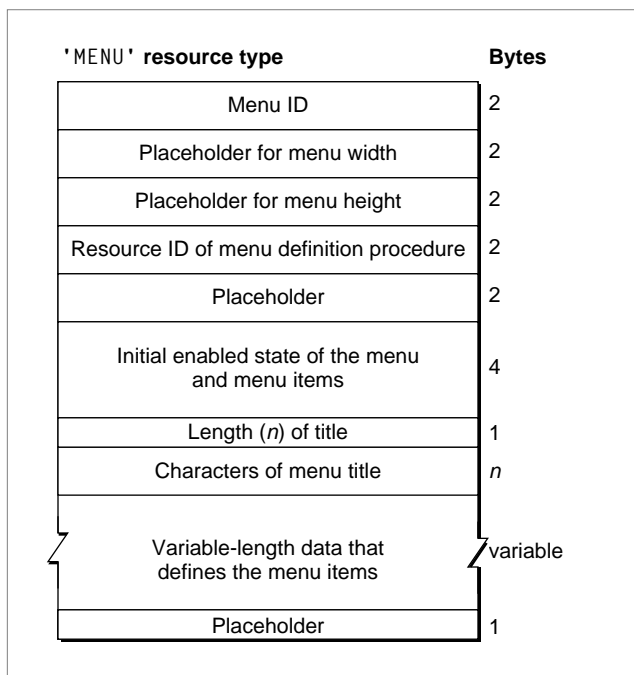 'MENU' resource type Bytes
Menu ID 2
Placeholder for menu width 2
Placeholder for menu height 2
Resource ID of menu definition procedure 2
Placeholder 2
Initial enabled state of the menu
and menu items 4
Length (n) of title 1
Characters of menu title n
Variable-length data that
defines the menu items variable
Placeholder 1